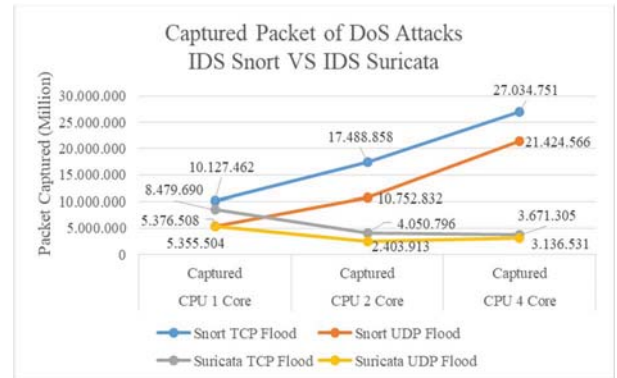 Captured Packet of DoS Attacks
IDS Snort VS IDS Suricata
Packet Captured (Million)
30.000.000
25.000.000
20.000.000
15.000.000
10.000.000
5.000.000
0
27.034.751
17.488.858
21.424.566
10.127.462
8.479.690
10.752.832
5.376.508
4.050.796
3.671.305
5.355.504
2.403.913
3.136.531
Captured
Captured
Captured
CPU 1 Core
CPU 2 Core
CPU 4 Core
Snort TCP Flood
Snort UDP Flood
Suricata TCP Flood
Suricata UDP Flood